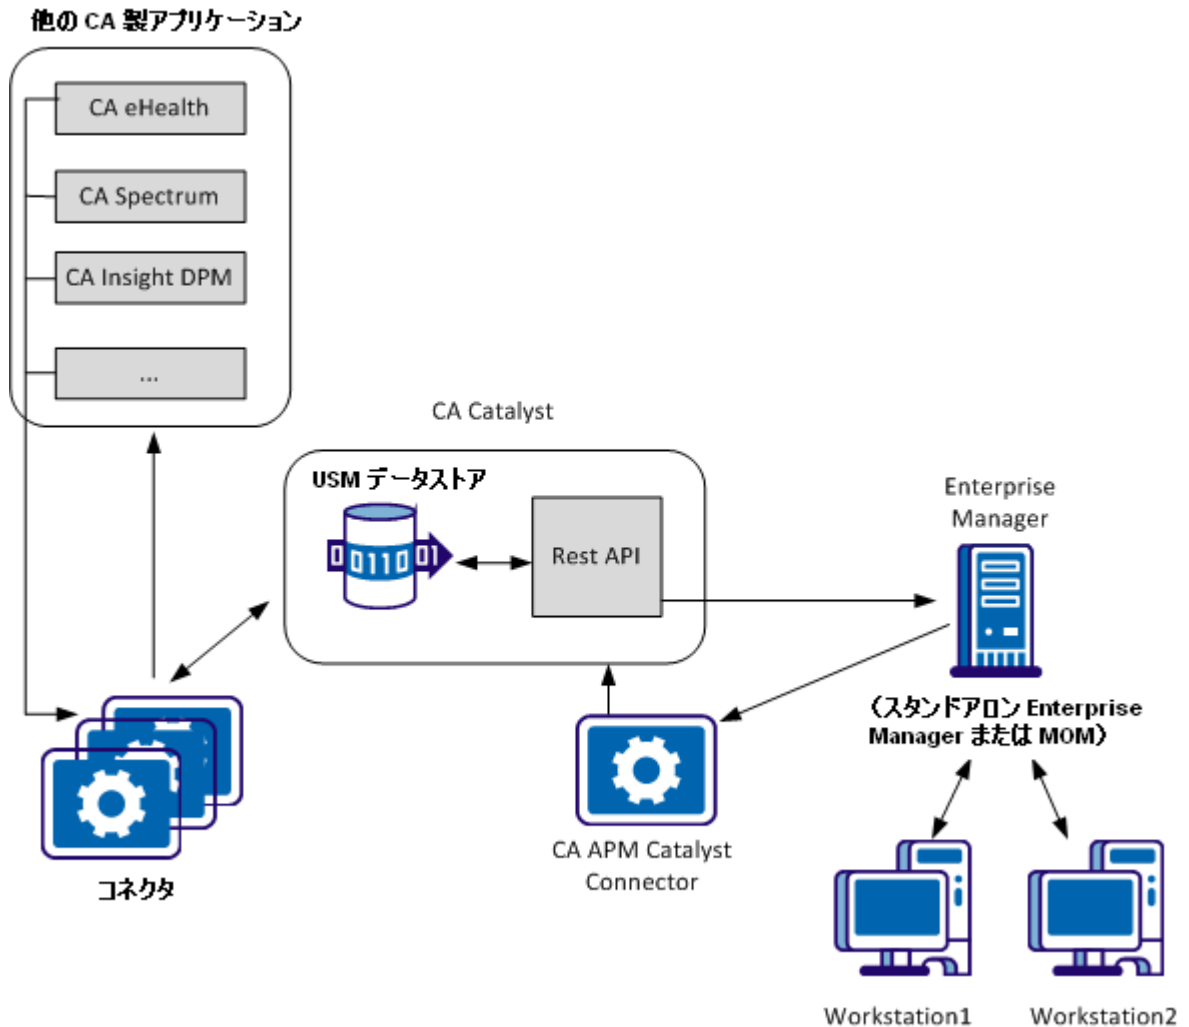 他の CA 製アプリケーション
CA eHealth
CA Spectrum
CA Insight DPM
...
CA Catalyst
USM データストア
0 0110 01
Rest API
Enterprise
Manager
（スタンドアロン Enterprise
Manager または MOM）
コネクタ
CA APM Catalyst
Connector
Workstation1
Workstation2